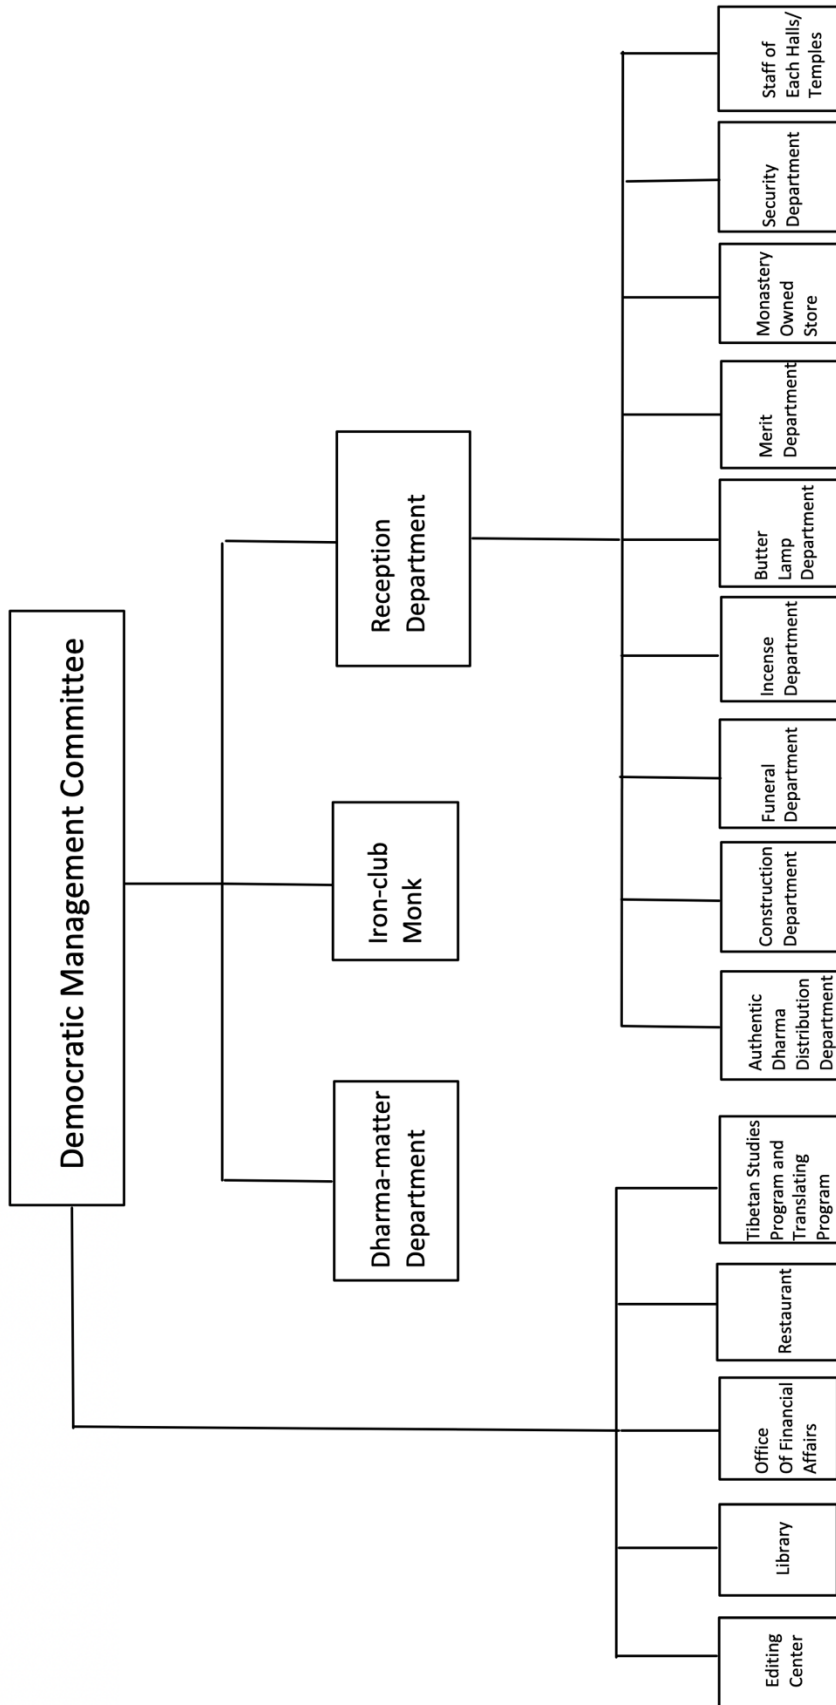 Democratic Management Committee
Dharma-matter
Department
Iron-club
Monk
Reception
Department
Editing
Center
Library
Office
Of Financial
Affairs
Restaurant
Tibetan Studies
Program and
Translating
Program
Authentic
Dharma
Distribution
Department
Construction
Department
Funeral
Department
Incense
Department
Butter
Lamp
Department
Merit
Department
Monastery
Owned
Store
Security
Department
Staff of
Each Halls/
Temples